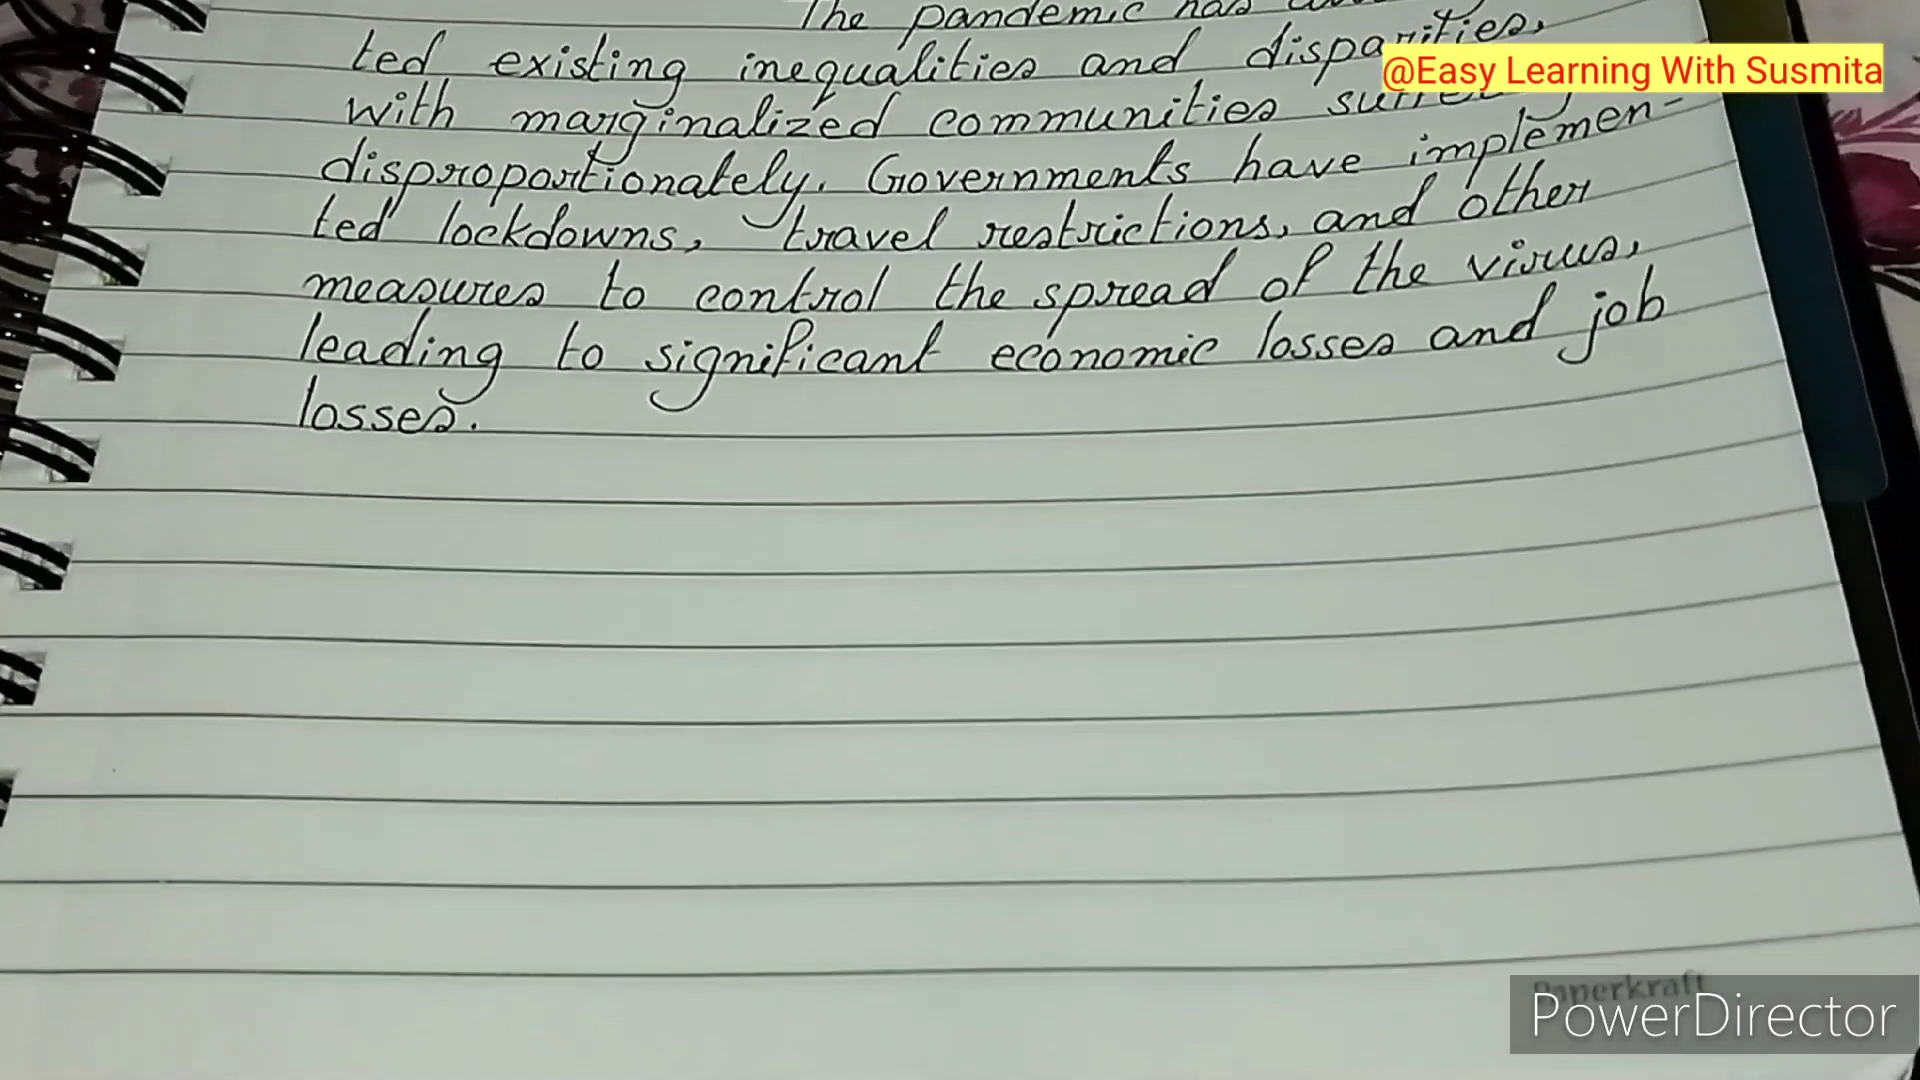 The pandemic has
ted existing inequalities and disparities,
@Easy Learning With Susmita
with marginalized communities
disproportionately. Governments have implemen-
ted lockdowns, travel restrictions, and other
measures to control the spread of the virus,
leading to significant economic losses and job
losses.
Paperkraft
PowerDirector